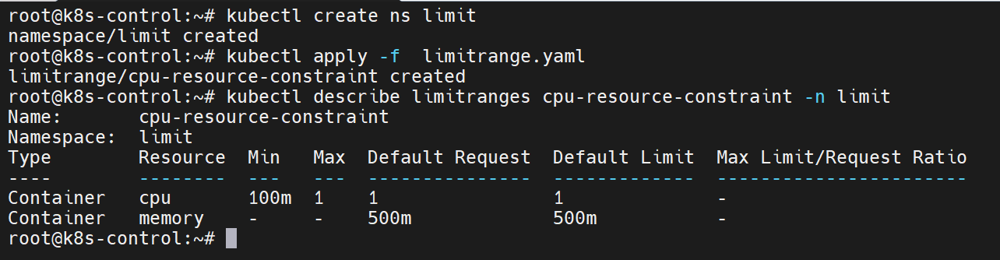 root@k8s-control:~# kubectl create ns limit
namespace/limit created
root@k8s-control:~# kubectl apply -f  limitrange.yaml
limitrange/cpu-resource-constraint created
root@k8s-control:~# kubectl describe limitranges cpu-resource-constraint -n limit
Name:       cpu-resource-constraint
Namespace:  limit
Type        Resource  Min   Max  Default Request  Default Limit  Max Limit/Request Ratio
----        --------  ---   ---  ---------------  -------------  -----------------------
Container   cpu       100m  1    1                1              -
Container   memory    -     -    500m             500m           -
root@k8s-control:~#